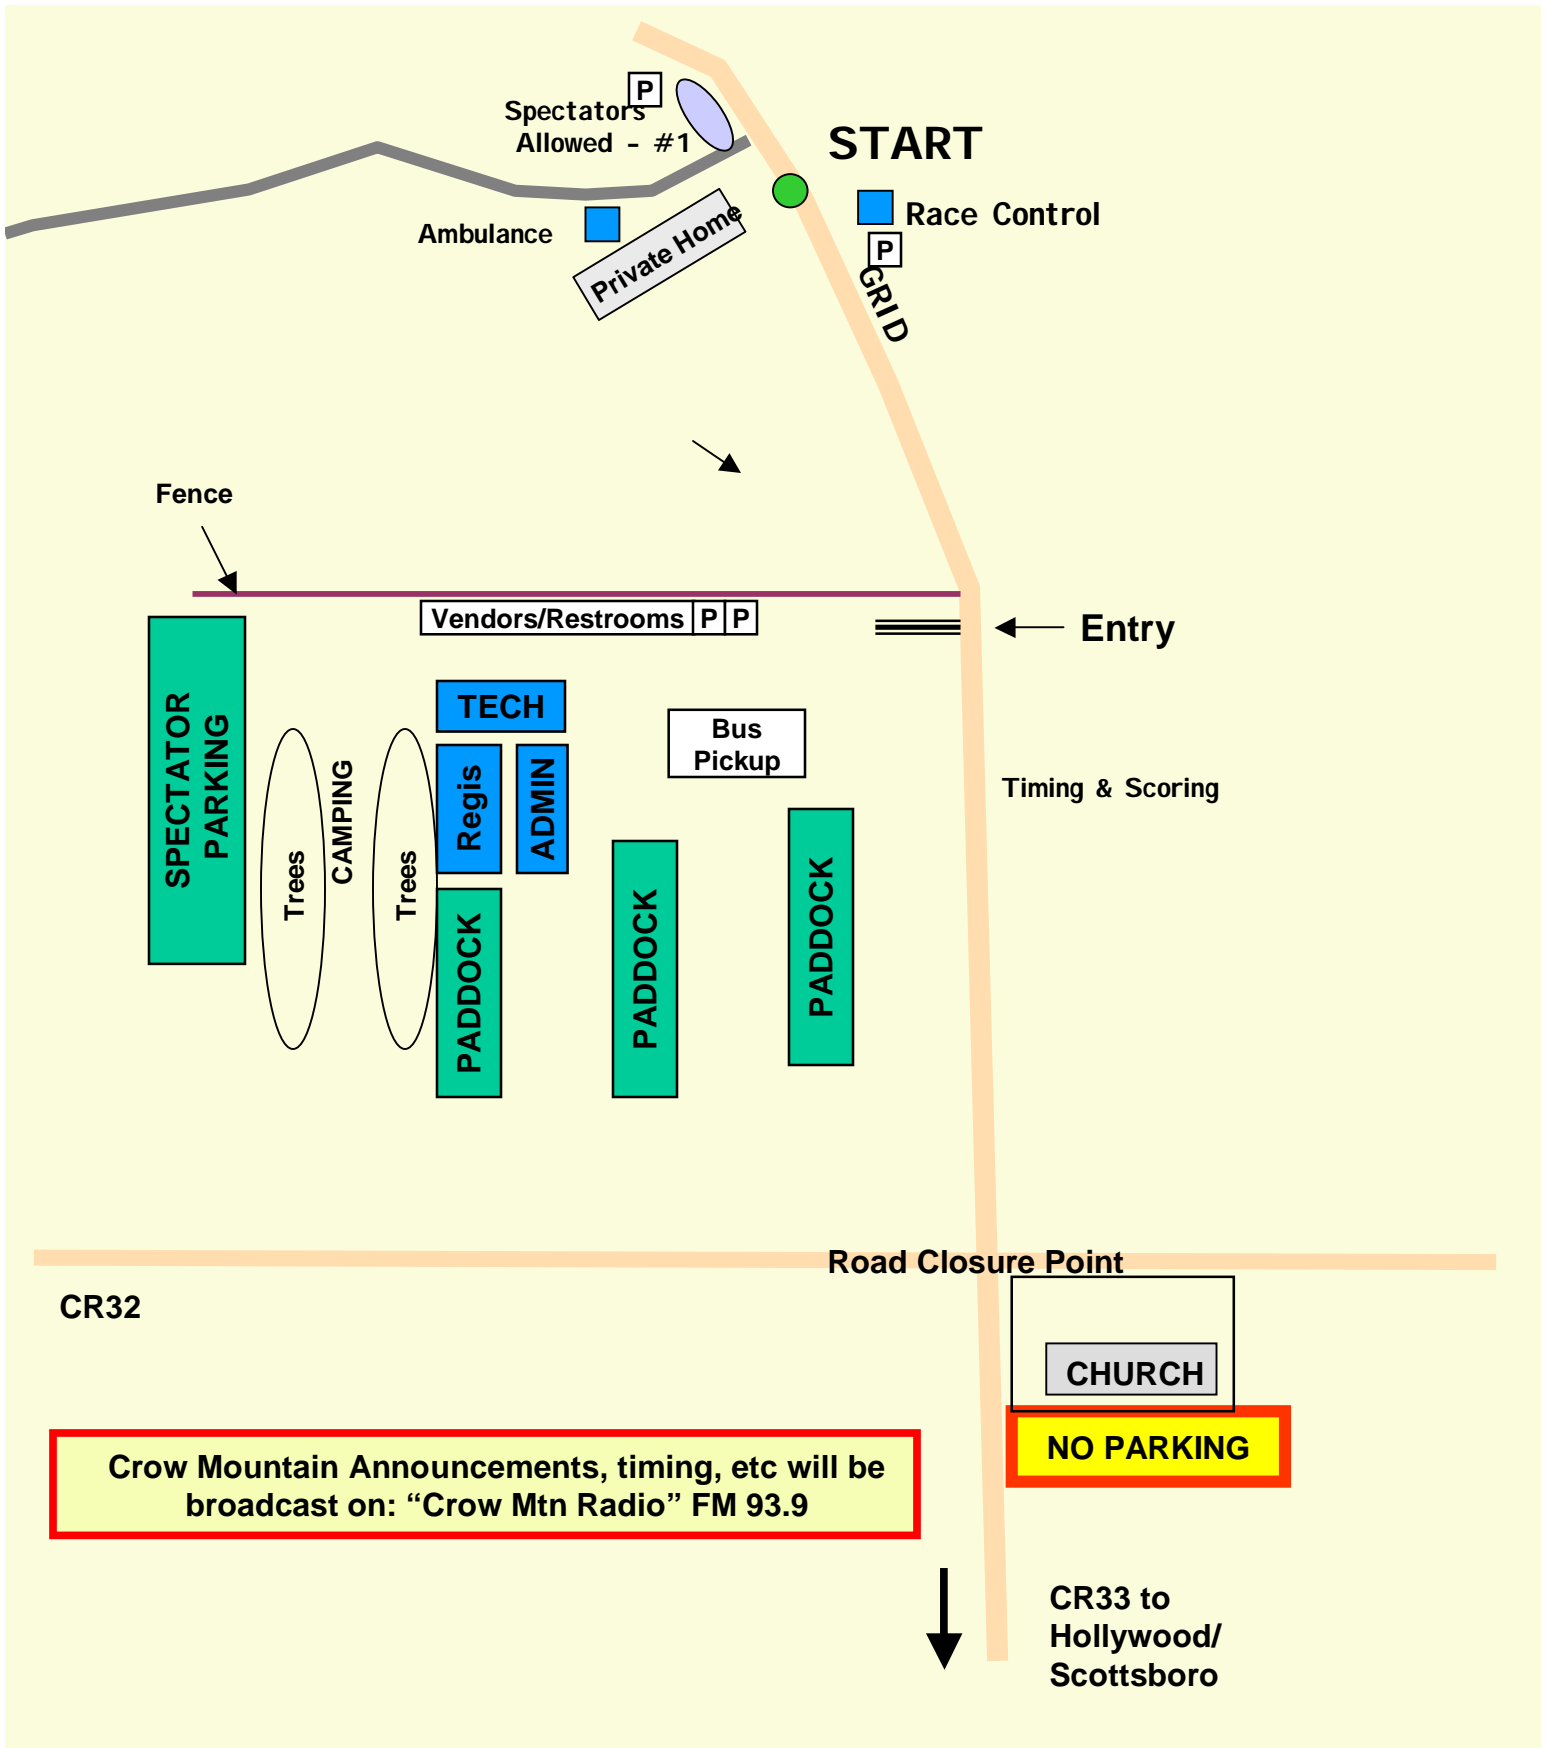 P
Spectators
Allowed - #1
START
Race Control
P
Ambulance
Private Home
GRID
Fence
Vendors/Restrooms P P
Entry
TECH
Bus
Pickup
SPECTATOR
PARKING
Trees
CAMPING
Trees
Regis
ADMIN
Timing & Scoring
PADDOCK
PADDOCK
PADDOCK
Road Closure Point
CR32
CHURCH
NO PARKING
Crow Mountain Announcements, timing, etc will be
broadcast on: “Crow Mtn Radio” FM 93.9
CR33 to
Hollywood/
Scottsboro